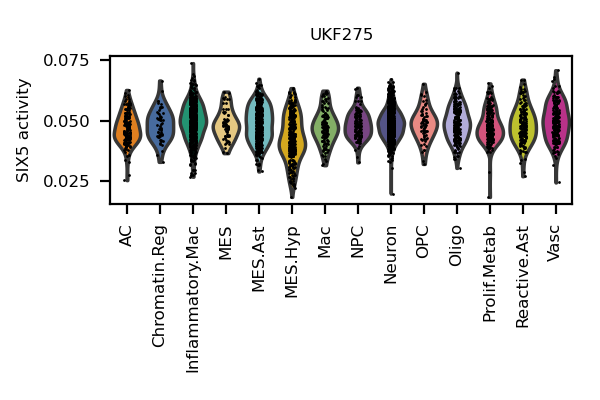 UKF275
SIX5 activity
0.075
0.050
0.025
AC
Chromatin.Reg
Inflammatory.Mac
MES
MES.Ast
MES.Hyp
Mac
NPC
Neuron
OPC
Oligo
Prolif.Metab
Reactive.Ast
Vasc